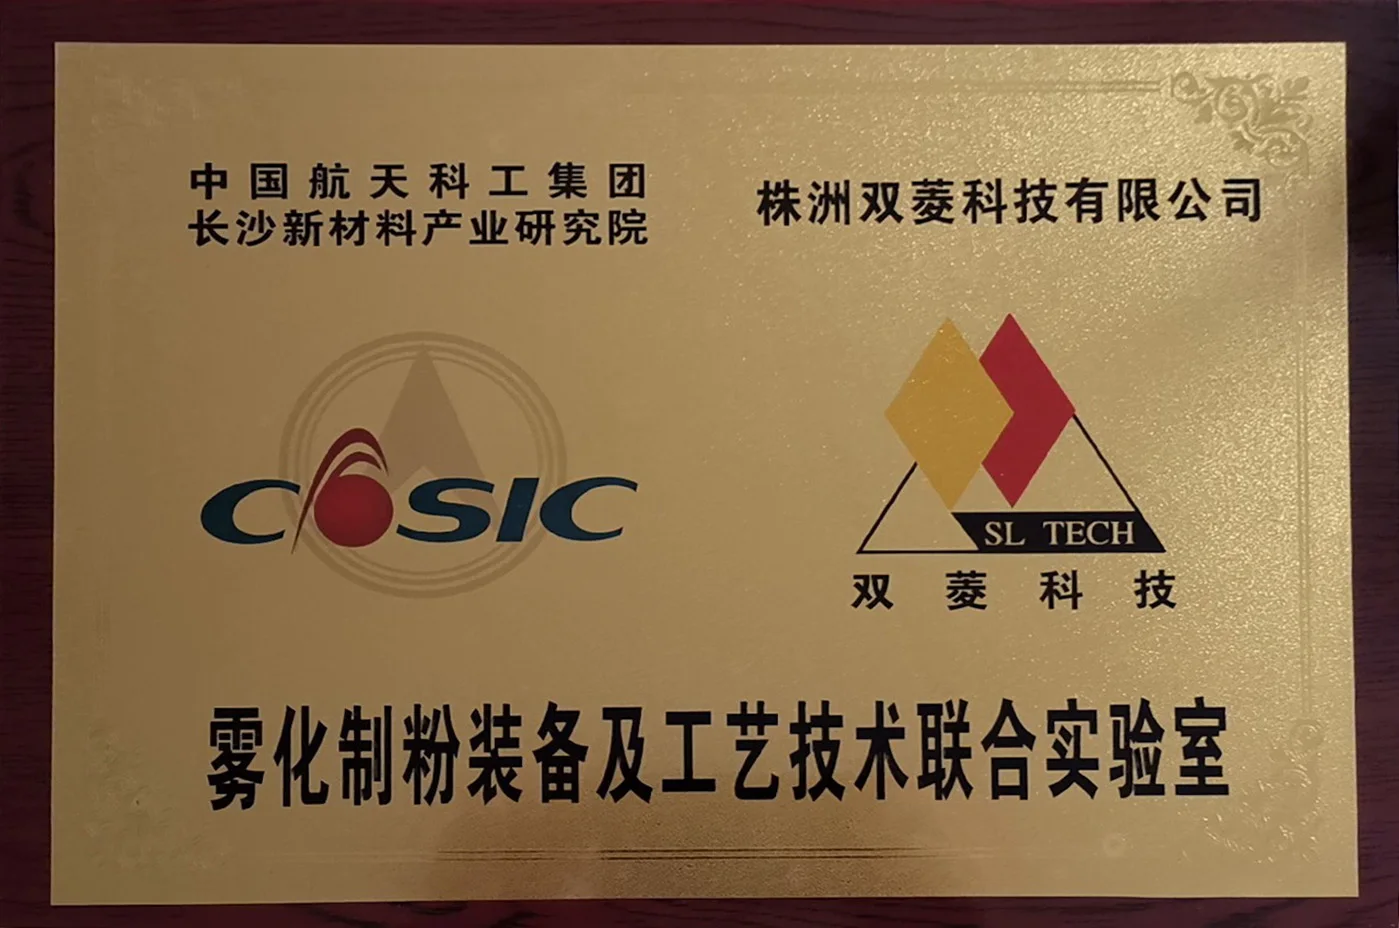 中国航天科工集团
长沙新材料产业研究院
株洲双菱科技有限公司
CASIC
SL TECH
双菱科技
雾化制粉装备及工艺技术联合实验室